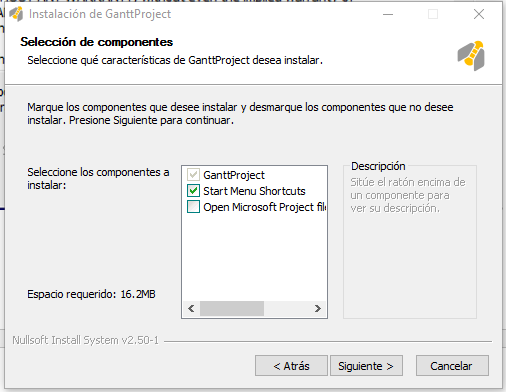 Instalación de GanttProject
Selección de componentes
Seleccione qué características de GanttProject desea instalar.
Marque los componentes que desee instalar y desmarque los componentes que no desee
instalar. Presione Siguiente para continuar.
Seleccione los componentes a
instalar:
GanttProject
Start Menu Shortcuts
Open Microsoft Project file
Descripción
Sitúe el ratón encima de
un componente para
ver su descripción.
Espacio requerido: 16.2MB
Nullsoft Install System v2.50-1
< Atrás
Siguiente >
Cancelar